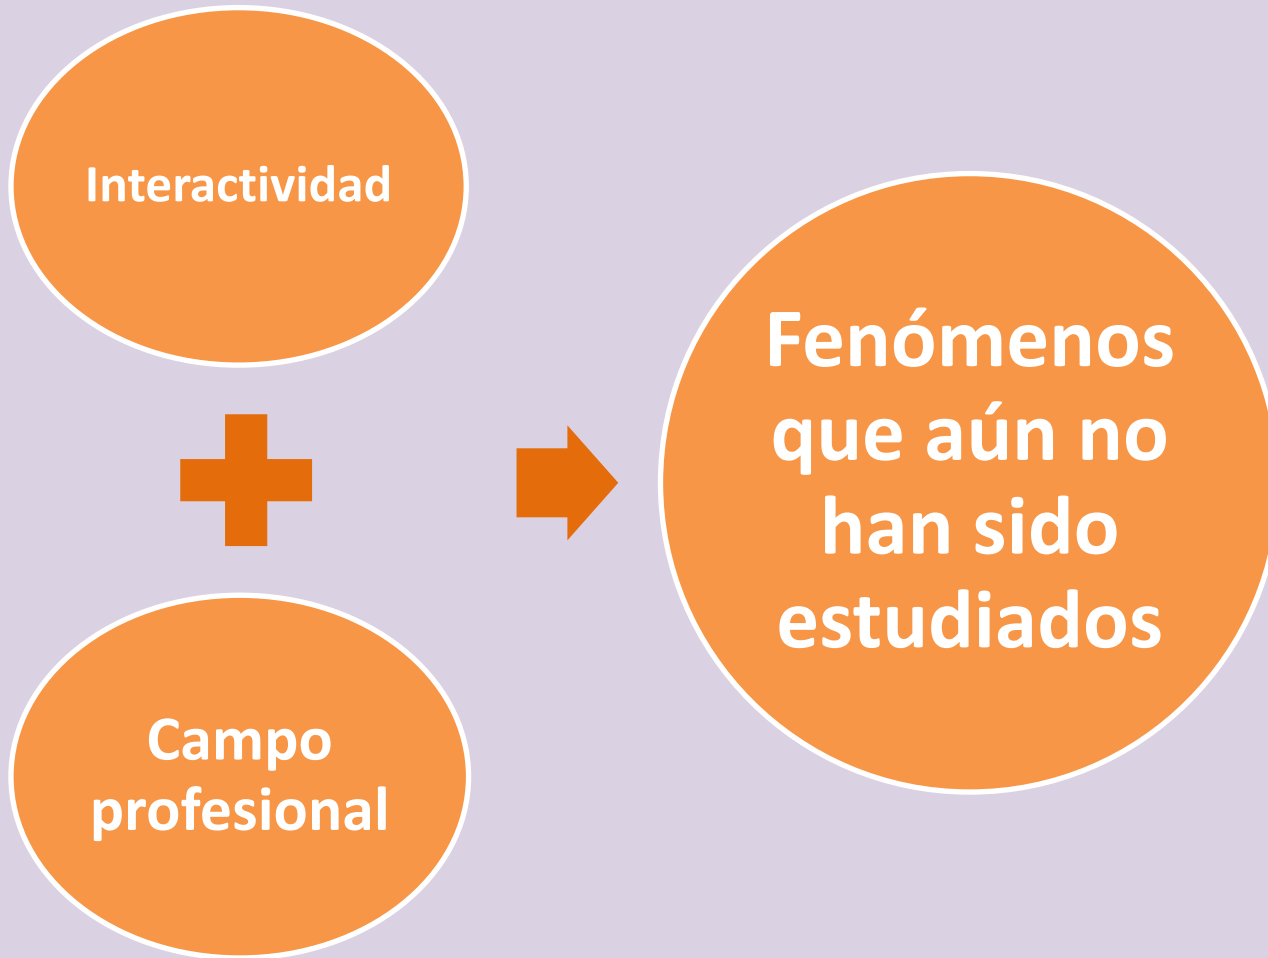 Interactividad
Campo
profesional
Fenómenos
que aún no
han sido
estudiados